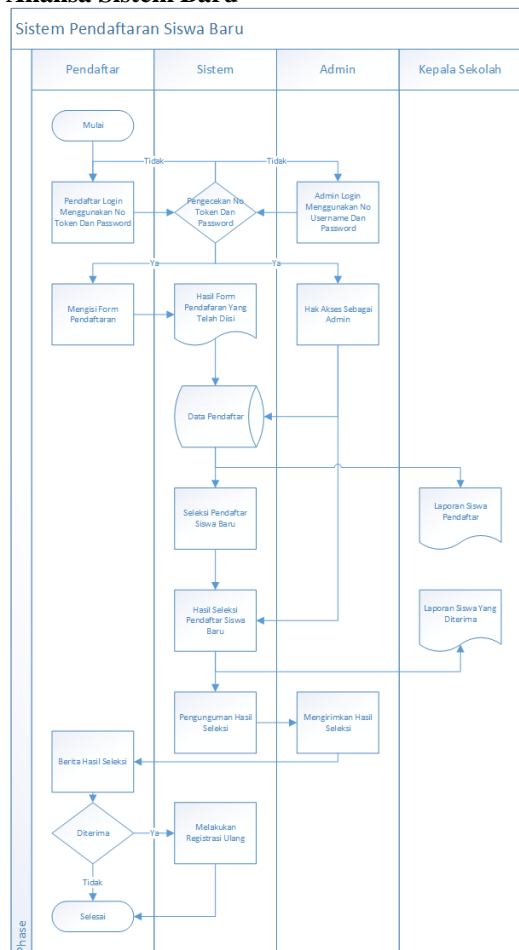 Analisa Sistem Baru
Sistem Pendaftaran Siswa Baru
Pendaftar
Sistem
Admin
Kepala Sekolah
Mulai
Tidak
Tidak
Pendaftar Login
Menggunakan No
Token Dan Password
Pengecekan No
Token Dan
Password
Admin Login
Menggunakan No
Username Dan
Password
Ya
Ya
Mengisi Form
Pendaftaran
Hasil Form
Pendafaran Yang
Telah Diisi
Hak Akses Sebagai
Admin
Data Pendaftar
Seleksi Pendaftar
Siswa Baru
Laporan Siswa
Pendaftar
Hasil Seleksi
Pendaftar Siswa
Baru
Laporan Siswa Yang
Diterima
Pengunguman Hasil
Seleksi
Mengirimkan Hasil
Seleksi
Berita Hasil Seleksi
Diterima
Ya
Melakukan
Registrasi Ulang
Tidak
Selesai
Phase